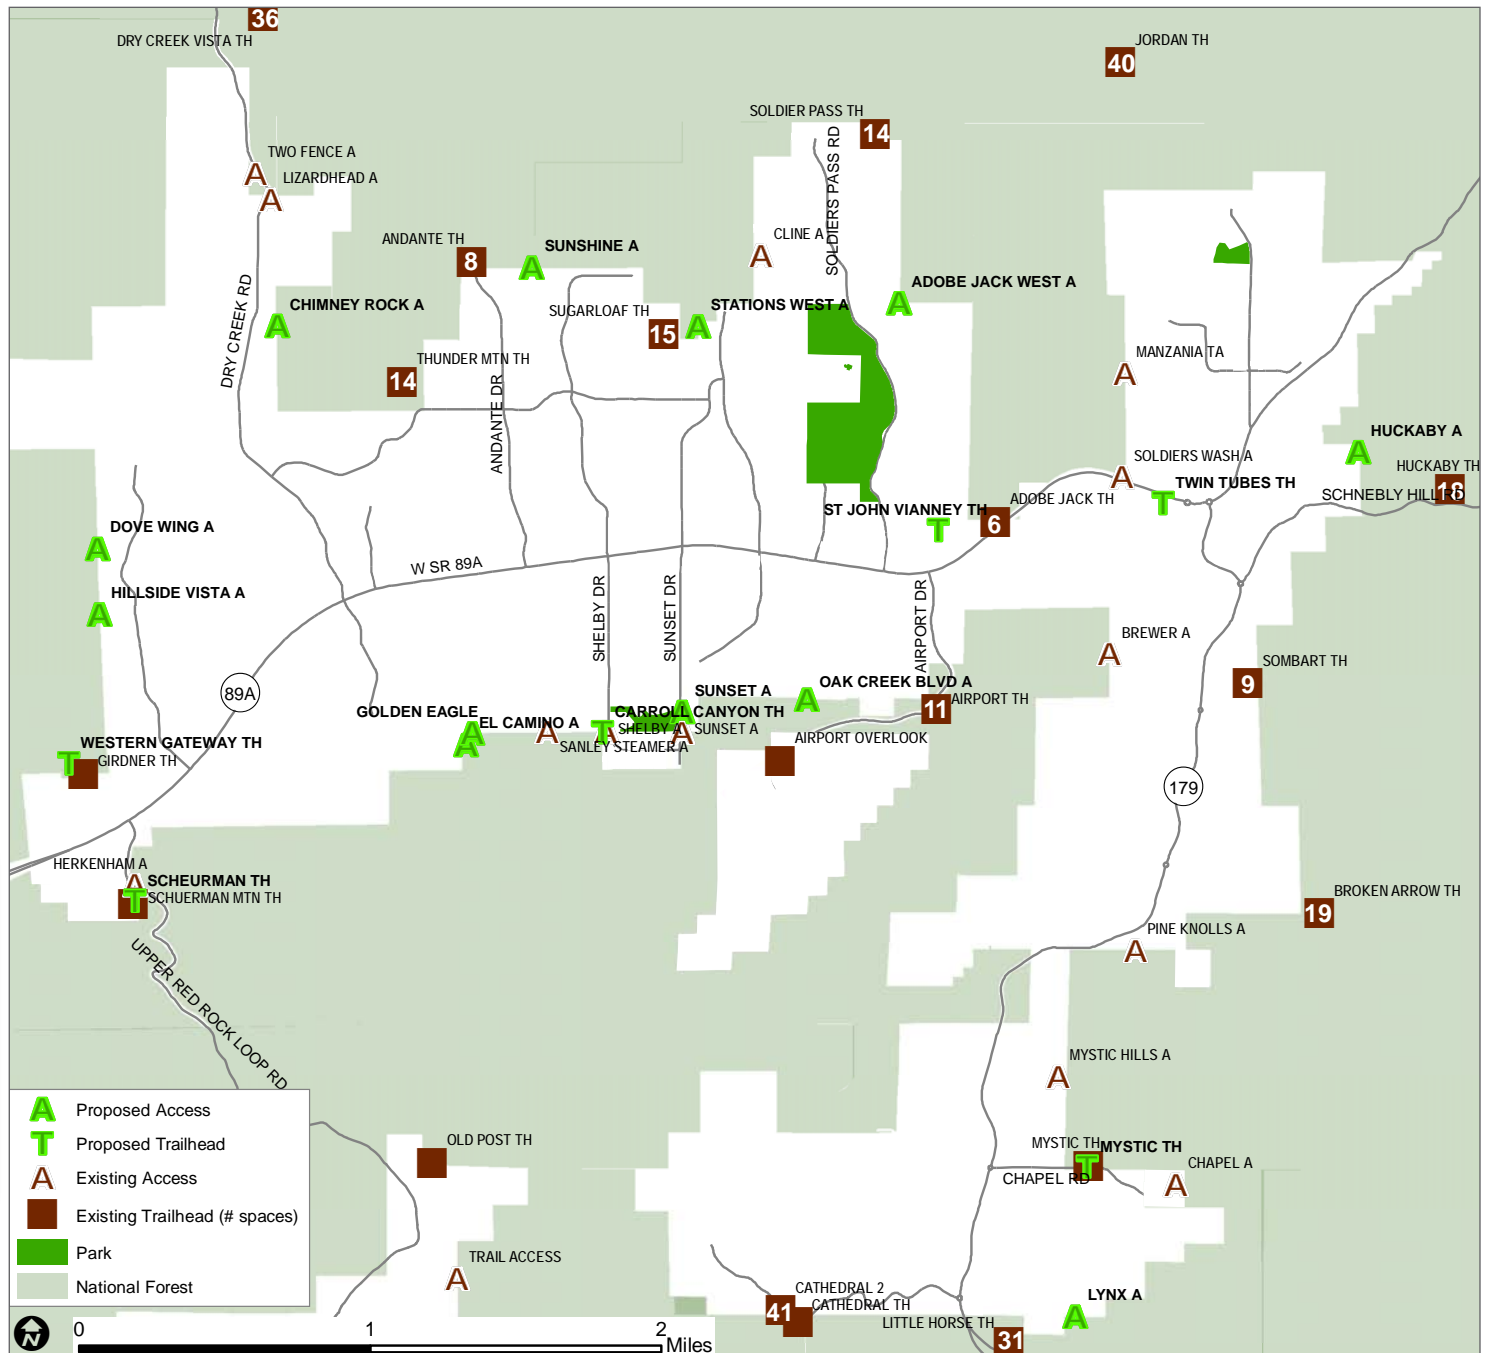 36
DRY CREEK VISTA TH
JORDAN TH
40
SOLDIER PASS TH
14
SOLDIERS PASS RD
TWO FENCE A
A
LIZARDHEAD A
A
CLINE A
A
ANDANTE TH
8
SUNSHINE A
A
DRY CREEK RD
CHIMNEY ROCK A
A
SUGARLOAF TH
15
STATIONS WEST A
A
ADOBE JACK WEST A
A
THUNDER MTN TH
14
ANDANTE DR
MANZANIA TA
A
HUCKABY A
A
HUCKABY TH
SCHNEBLY HILL RD
SOLDIERS WASH A
A
TWIN TUBES TH
T
ADOBE JACK TH
6
ST JOHN VIANNEY TH
T
DOVE WING A
A
HILLSIDE VISTA A
A
W SR 89A
SHELBY DR
SUNSET DR
AIRPORT DR
BREWER A
A
SOMBART TH
9
89A
OAK CREEK BLVD A
A
AIRPORT TH
11
SUNSET A
A
GOLDEN EAGLE
A
EL CAMINO A
A
A
CARROLL CANYON TH
T
SHELBY A
A
SUNSET A
A
SANLEY STEAMER A
AIRPORT OVERLOOK
WESTERN GATEWAY TH
T
GIRDNER TH
179
HERKENHAM A
A
SCHEURMAN TH
T
SCHUERMAN MTN TH
BROKEN ARROW TH
19
PINE KNOLLS A
A
UPPER RED ROCK LOOP RD
MYSTIC HILLS A
A
A Proposed Access
T Proposed Trailhead
A Existing Access
Existing Trailhead (# spaces)
Park
National Forest
OLD POST TH
MYSTIC TH
MYSTIC TH
T
CHAPEL RD
CHAPEL A
A
TRAIL ACCESS
A
CATHEDRAL 2
41
CATHEDRAL TH
LITTLE HORSE TH
31
LYNX A
A
N
0 1 2
Miles